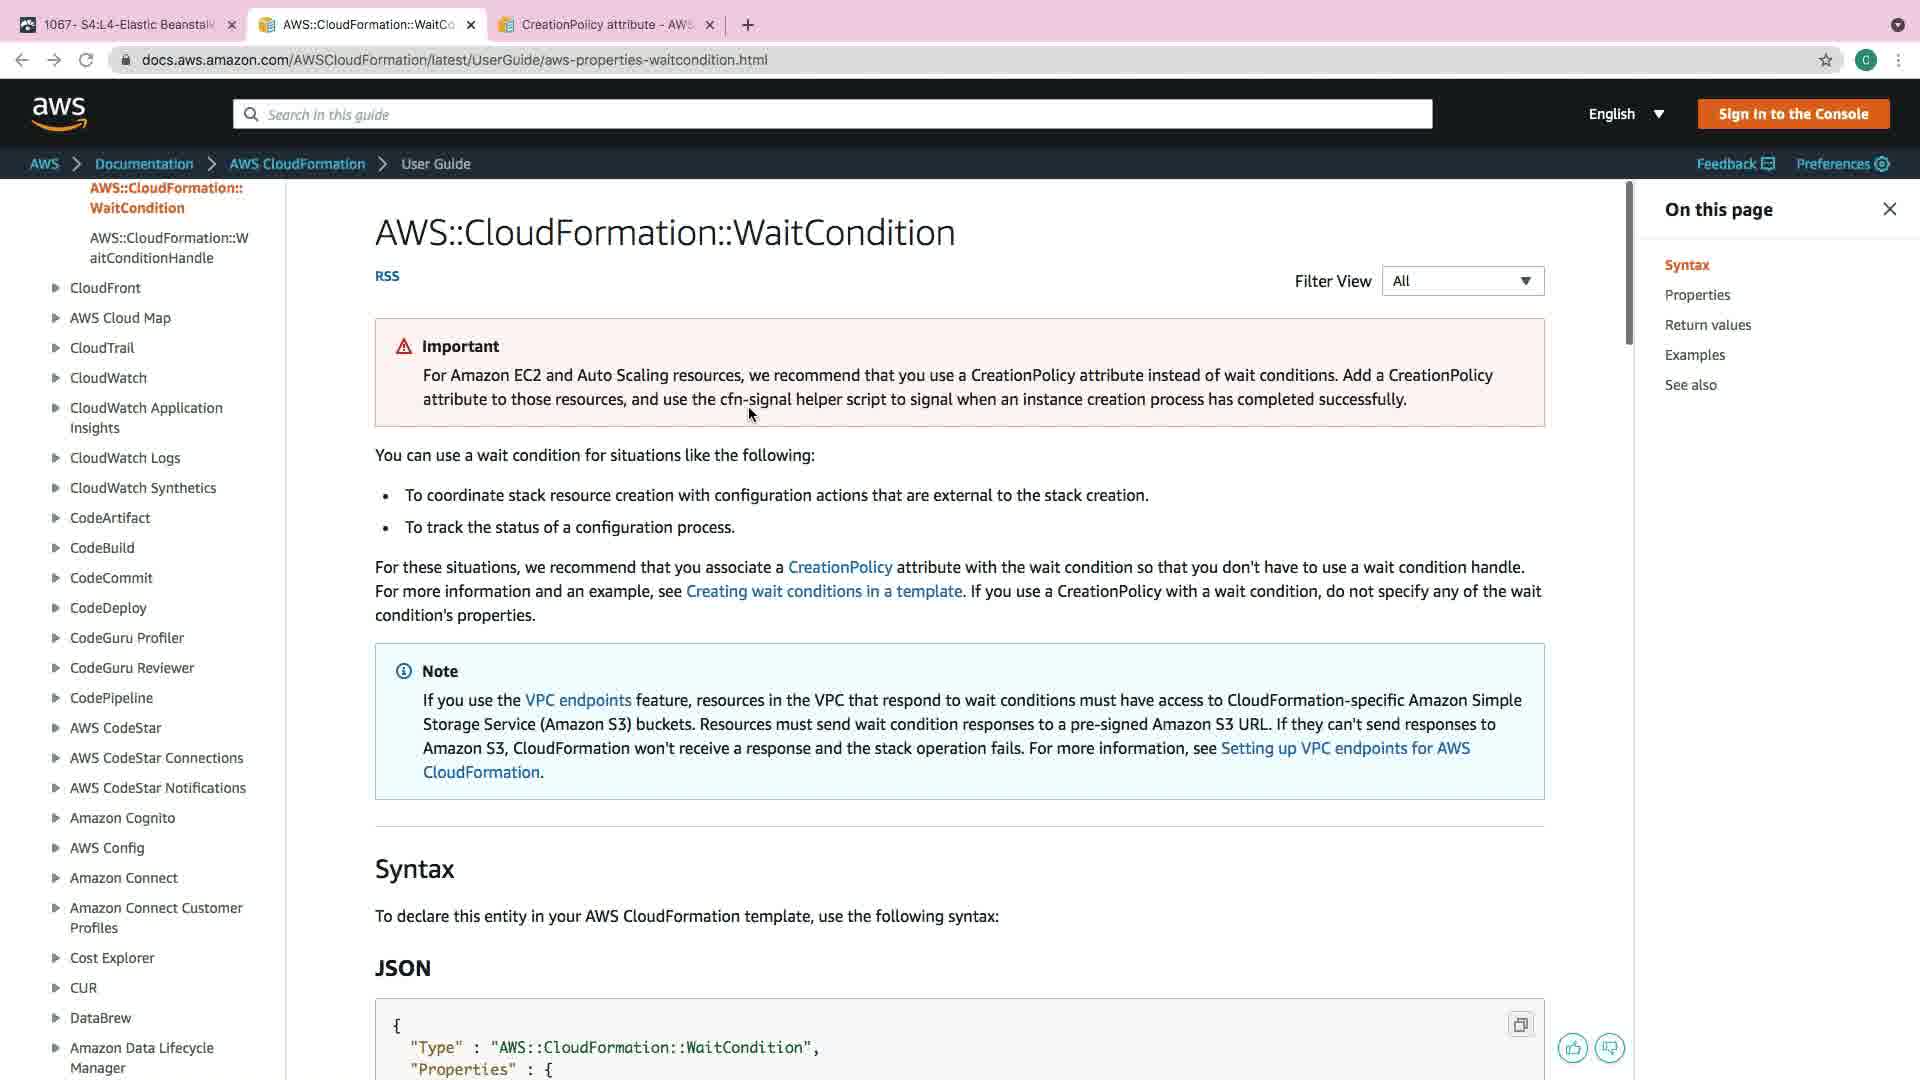 1067- S4:L4-Elastic Beanstalk
AWS::CloudFormation::WaitCo
CreationPolicy attribute - AWS
docs.aws.amazon.com/AWSCloudFormation/latest/UserGuide/aws-properties-waitcondition.html
C
aws
Search in this guide
English
Sign In to the Console
AWS
Documentation
AWS CloudFormation
User Guide
Feedback
Preferences
AWS::CloudFormation::
WaitCondition
AWS::CloudFormation::W
aitConditionHandle
CloudFront
AWS Cloud Map
CloudTrail
CloudWatch
CloudWatch Application
Insights
CloudWatch Logs
CloudWatch Synthetics
CodeArtifact
CodeBuild
CodeCommit
CodeDeploy
CodeGuru Profiler
CodeGuru Reviewer
CodePipeline
AWS CodeStar
AWS CodeStar Connections
AWS CodeStar Notifications
Amazon Cognito
AWS Config
Amazon Connect
Amazon Connect Customer
Profiles
Cost Explorer
CUR
DataBrew
Amazon Data Lifecycle
Manager
AWS::CloudFormation::WaitCondition
RSS
Filter View
All
Important
For Amazon EC2 and Auto Scaling resources, we recommend that you use a CreationPolicy attribute instead of wait conditions. Add a CreationPolicy
attribute to those resources, and use the cfn-signal helper script to signal when an instance creation process has completed successfully.
You can use a wait condition for situations like the following:
• To coordinate stack resource creation with configuration actions that are external to the stack creation.
• To track the status of a configuration process.
For these situations, we recommend that you associate a CreationPolicy attribute with the wait condition so that you don't have to use a wait condition handle.
For more information and an example, see Creating wait conditions in a template. If you use a CreationPolicy with a wait condition, do not specify any of the wait
condition's properties.
Note
If you use the VPC endpoints feature, resources in the VPC that respond to wait conditions must have access to CloudFormation-specific Amazon Simple
Storage Service (Amazon S3) buckets. Resources must send wait condition responses to a pre-signed Amazon S3 URL. If they can't send responses to
Amazon S3, CloudFormation won't receive a response and the stack operation fails. For more information, see Setting up VPC endpoints for AWS
CloudFormation.
Syntax
To declare this entity in your AWS CloudFormation template, use the following syntax:
JSON
{
"Type" : "AWS::CloudFormation::WaitCondition",
"Properties" : {
On this page
Syntax
Properties
Return values
Examples
See also